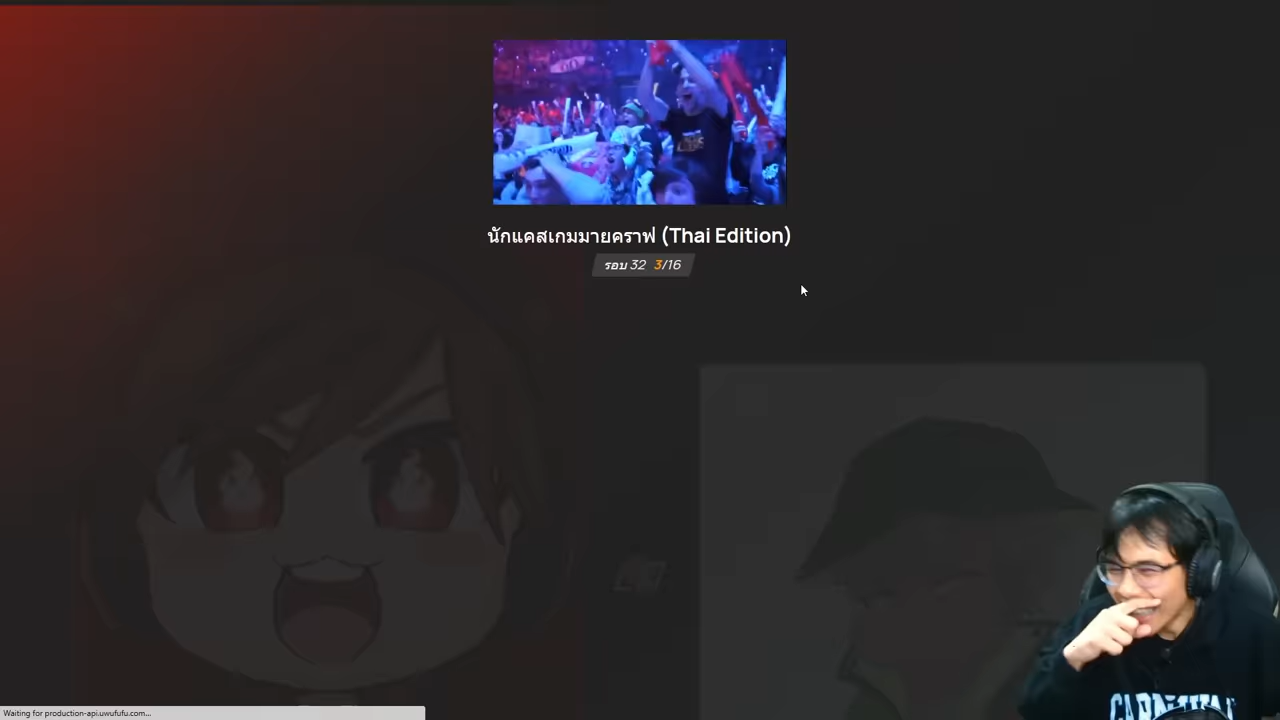 นักแคสเกมมายคราฟ (Thai Edition)
รอบ 32 3/16
Waiting for production-api.uwufufu.com...